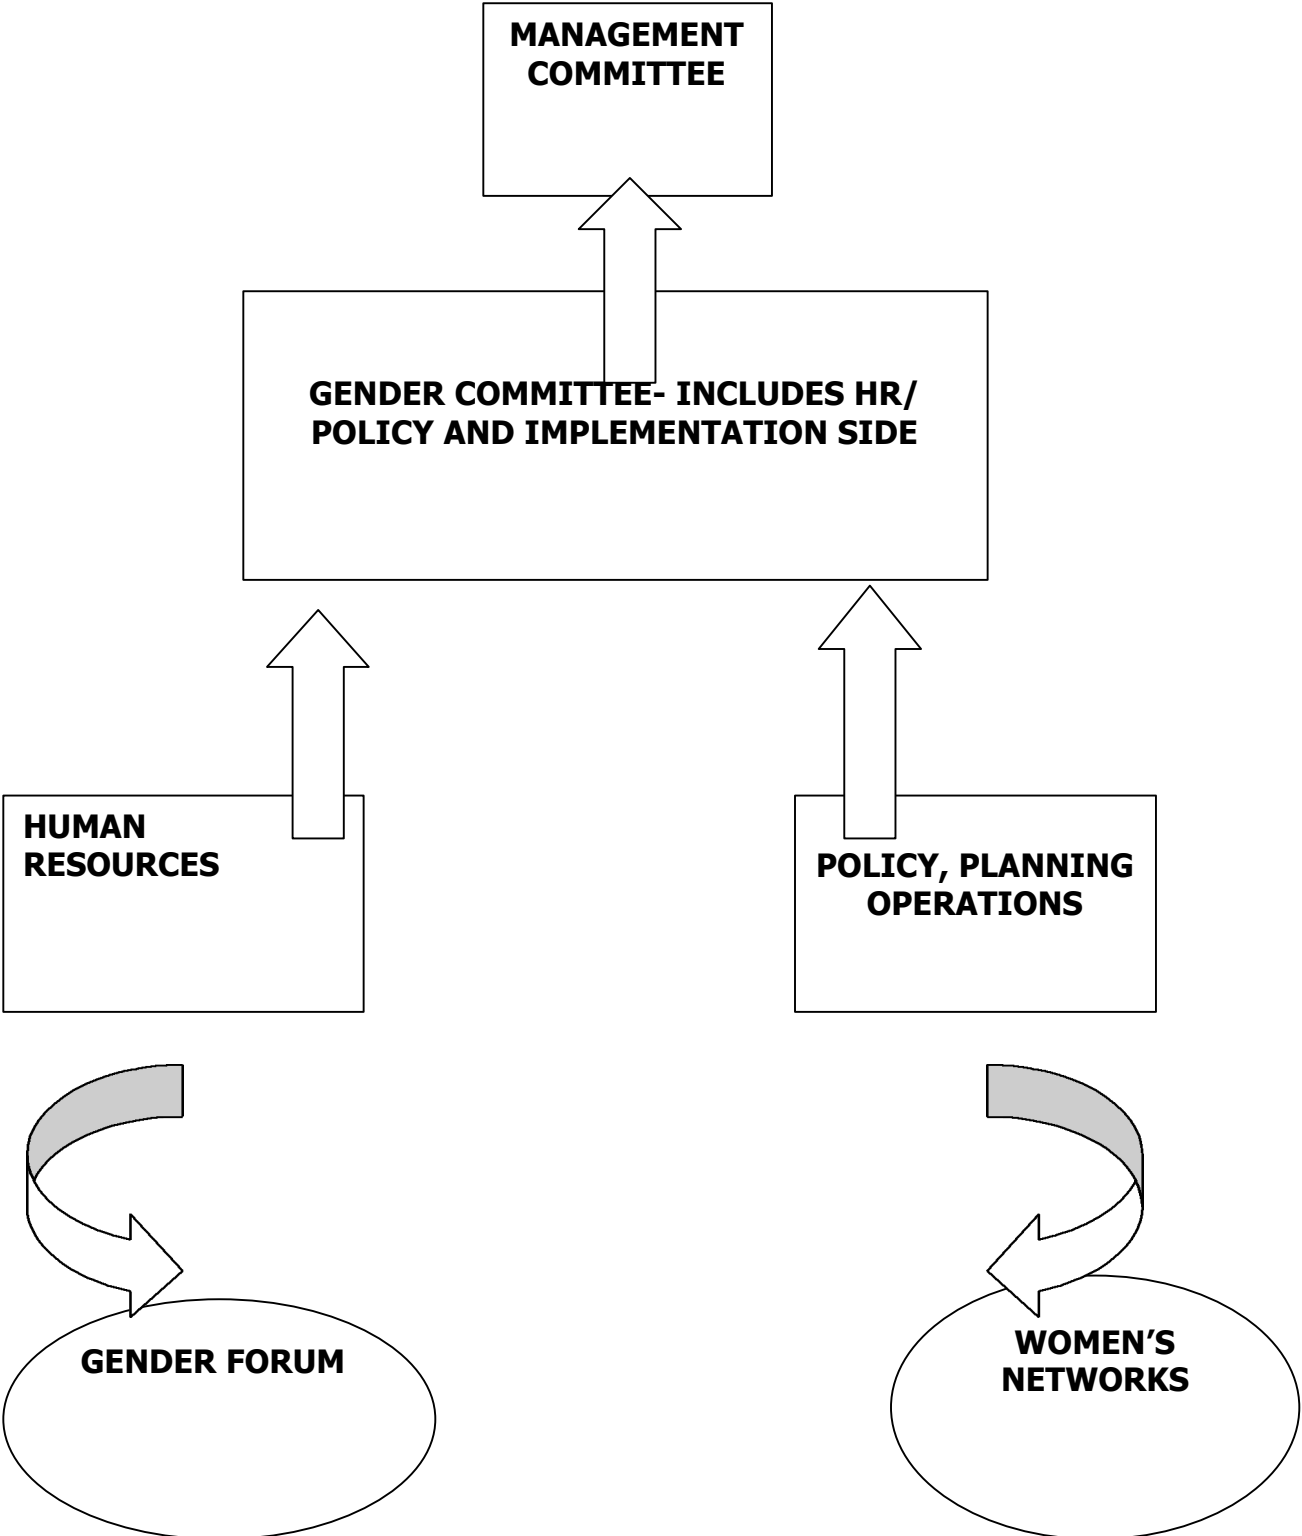 MANAGEMENT
COMMITTEE
GENDER COMMITTEE- INCLUDES HR/
POLICY AND IMPLEMENTATION SIDE
HUMAN
RESOURCES
POLICY, PLANNING
OPERATIONS
GENDER FORUM
WOMEN’S
NETWORKS